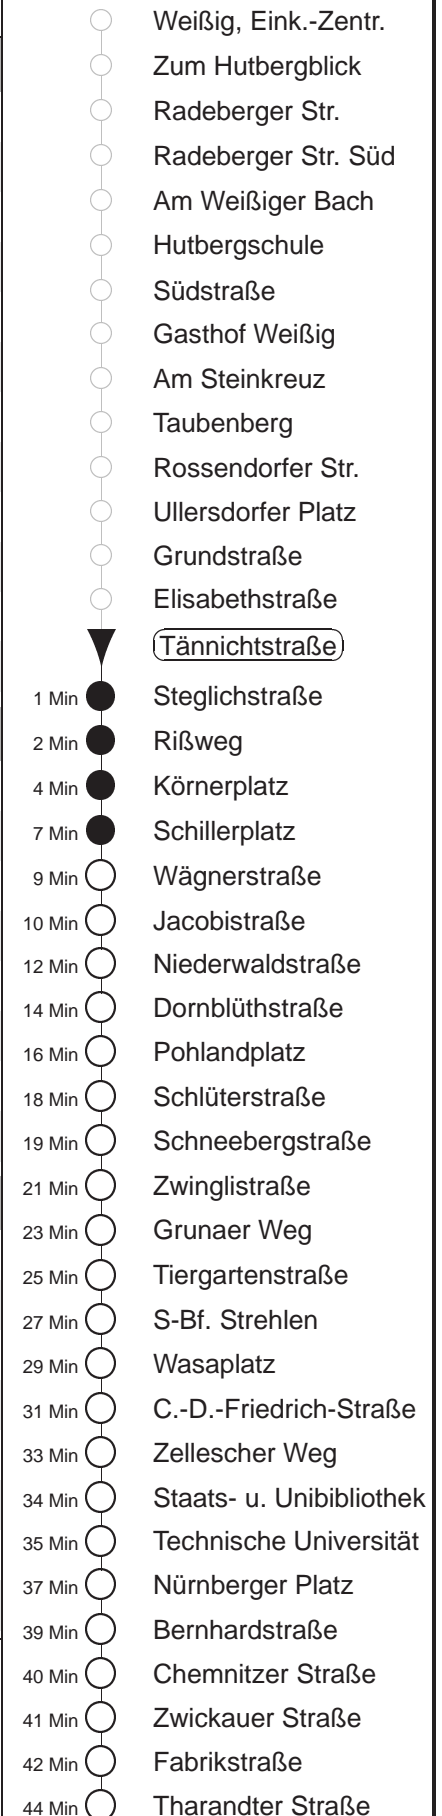 Weißig, Eink.-Zentr.
Zum Hutbergblick
Radeberger Str.
Radeberger Str. Süd
Am Weißiger Bach
Hutbergschule
Südstraße
Gasthof Weißig
Am Steinkreuz
Taubenberg
Rossendorfer Str.
Ullersdorfer Platz
Grundstraße
Elisabethstraße
Tännichtstraße
1 Min Steglichstraße
2 Min Rißweg
4 Min Körnerplatz
7 Min Schillerplatz
9 Min Wägnerstraße
10 Min Jacobistraße
12 Min Niederwaldstraße
14 Min Dornblüthstraße
16 Min Pohlandplatz
18 Min Schlüterstraße
19 Min Schneebergstraße
21 Min Zwinglistraße
23 Min Grunaer Weg
25 Min Tiergartenstraße
27 Min S-Bf. Strehlen
29 Min Wasaplatz
31 Min C.-D.-Friedrich-Straße
33 Min Zellescher Weg
34 Min Staats- u. Unibibliothek
35 Min Technische Universität
37 Min Nürnberger Platz
39 Min Bernhardstraße
40 Min Chemnitzer Straße
41 Min Zwickauer Straße
42 Min Fabrikstraße
44 Min Tharandter Straße